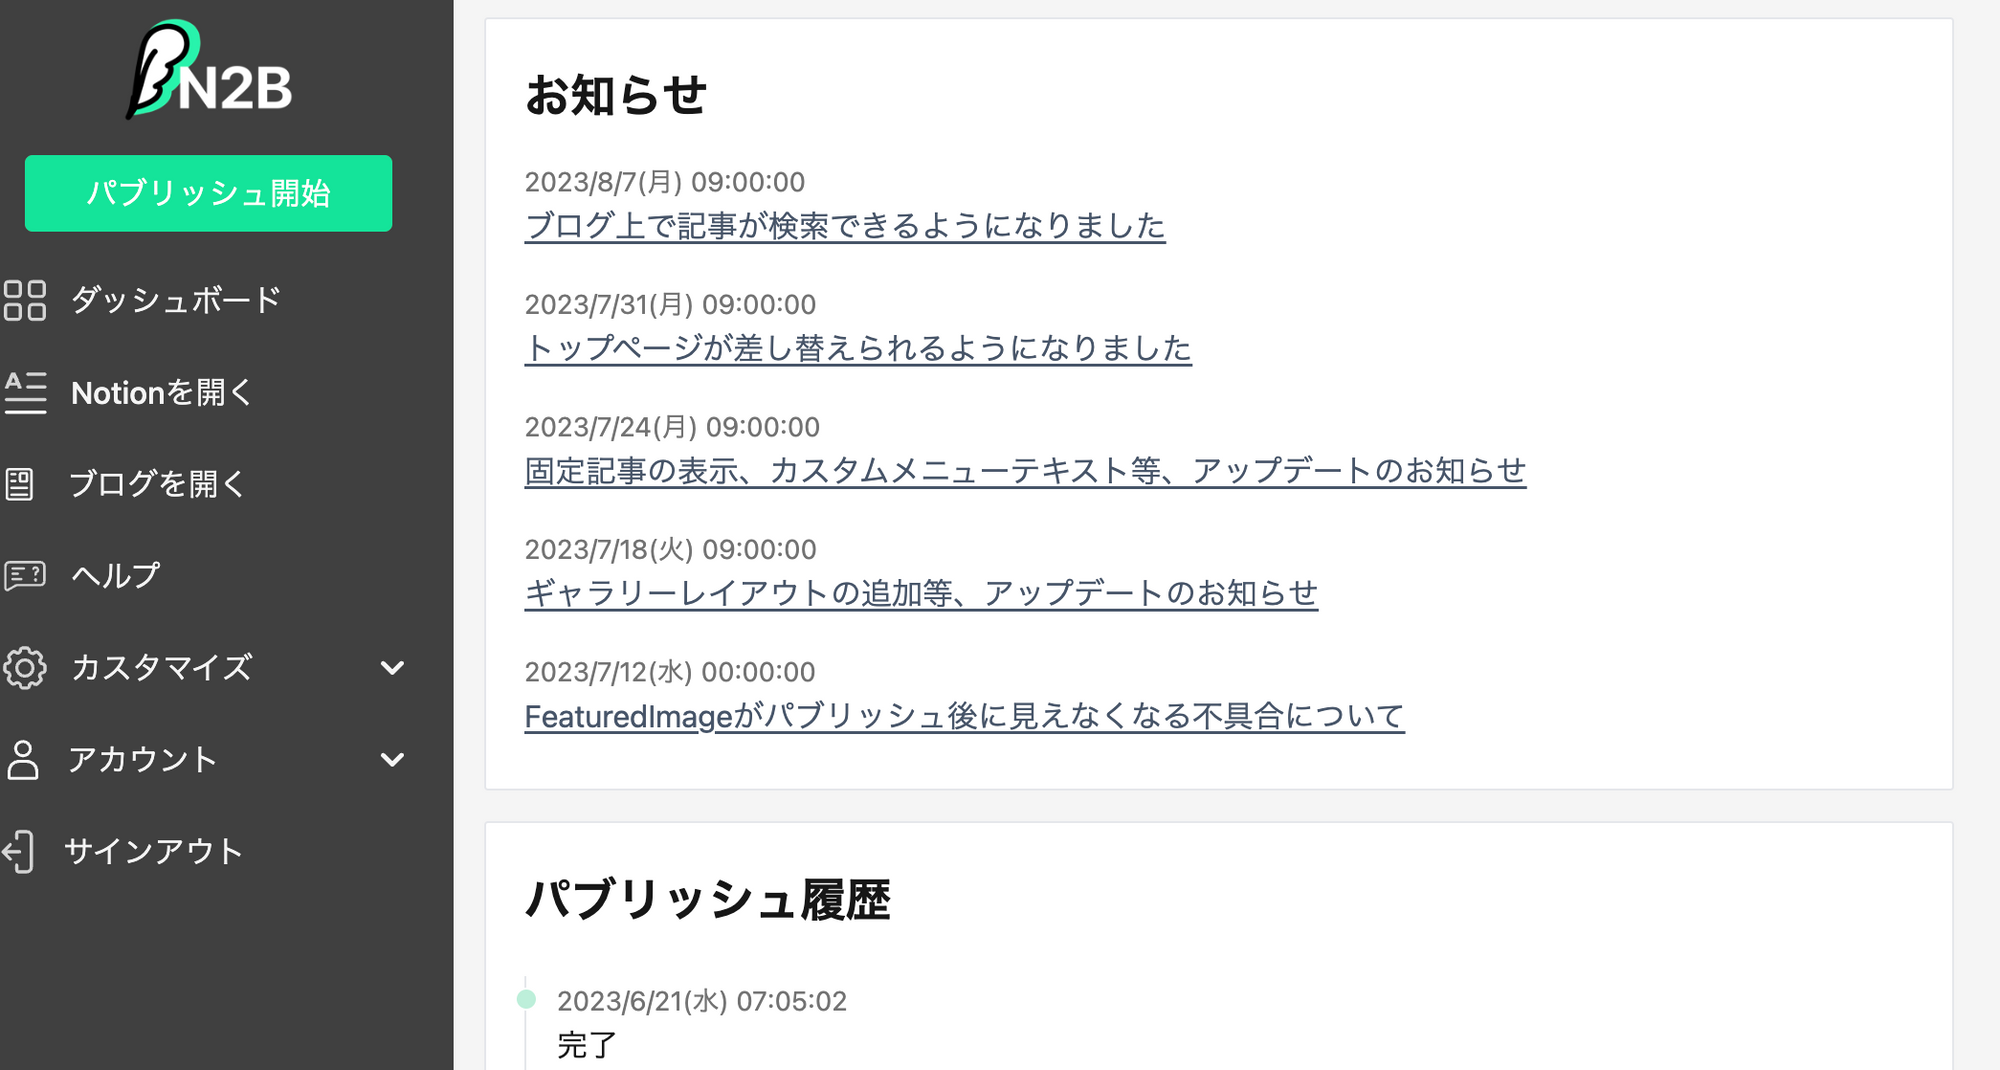 N2B
パブリッシュ開始
ダッシュボード
Notionを開く
ブログを開く
ヘルプ
カスタマイズ
アカウント
サインアウト
お知らせ
2023/8/7(月) 09:00:00
ブログ上で記事が検索できるようになりました
2023/7/31(月) 09:00:00
トップページが差し替えられるようになりました
2023/7/24(月) 09:00:00
固定記事の表示、カスタムメニューテキスト等、アップデートのお知らせ
2023/7/18(火) 09:00:00
ギャラリーレイアウトの追加等、アップデートのお知らせ
2023/7/12(水) 00:00:00
FeaturedImageがパブリッシュ後に見えなくなる不具合について
パブリッシュ履歴
2023/6/21(水) 07:05:02
完了